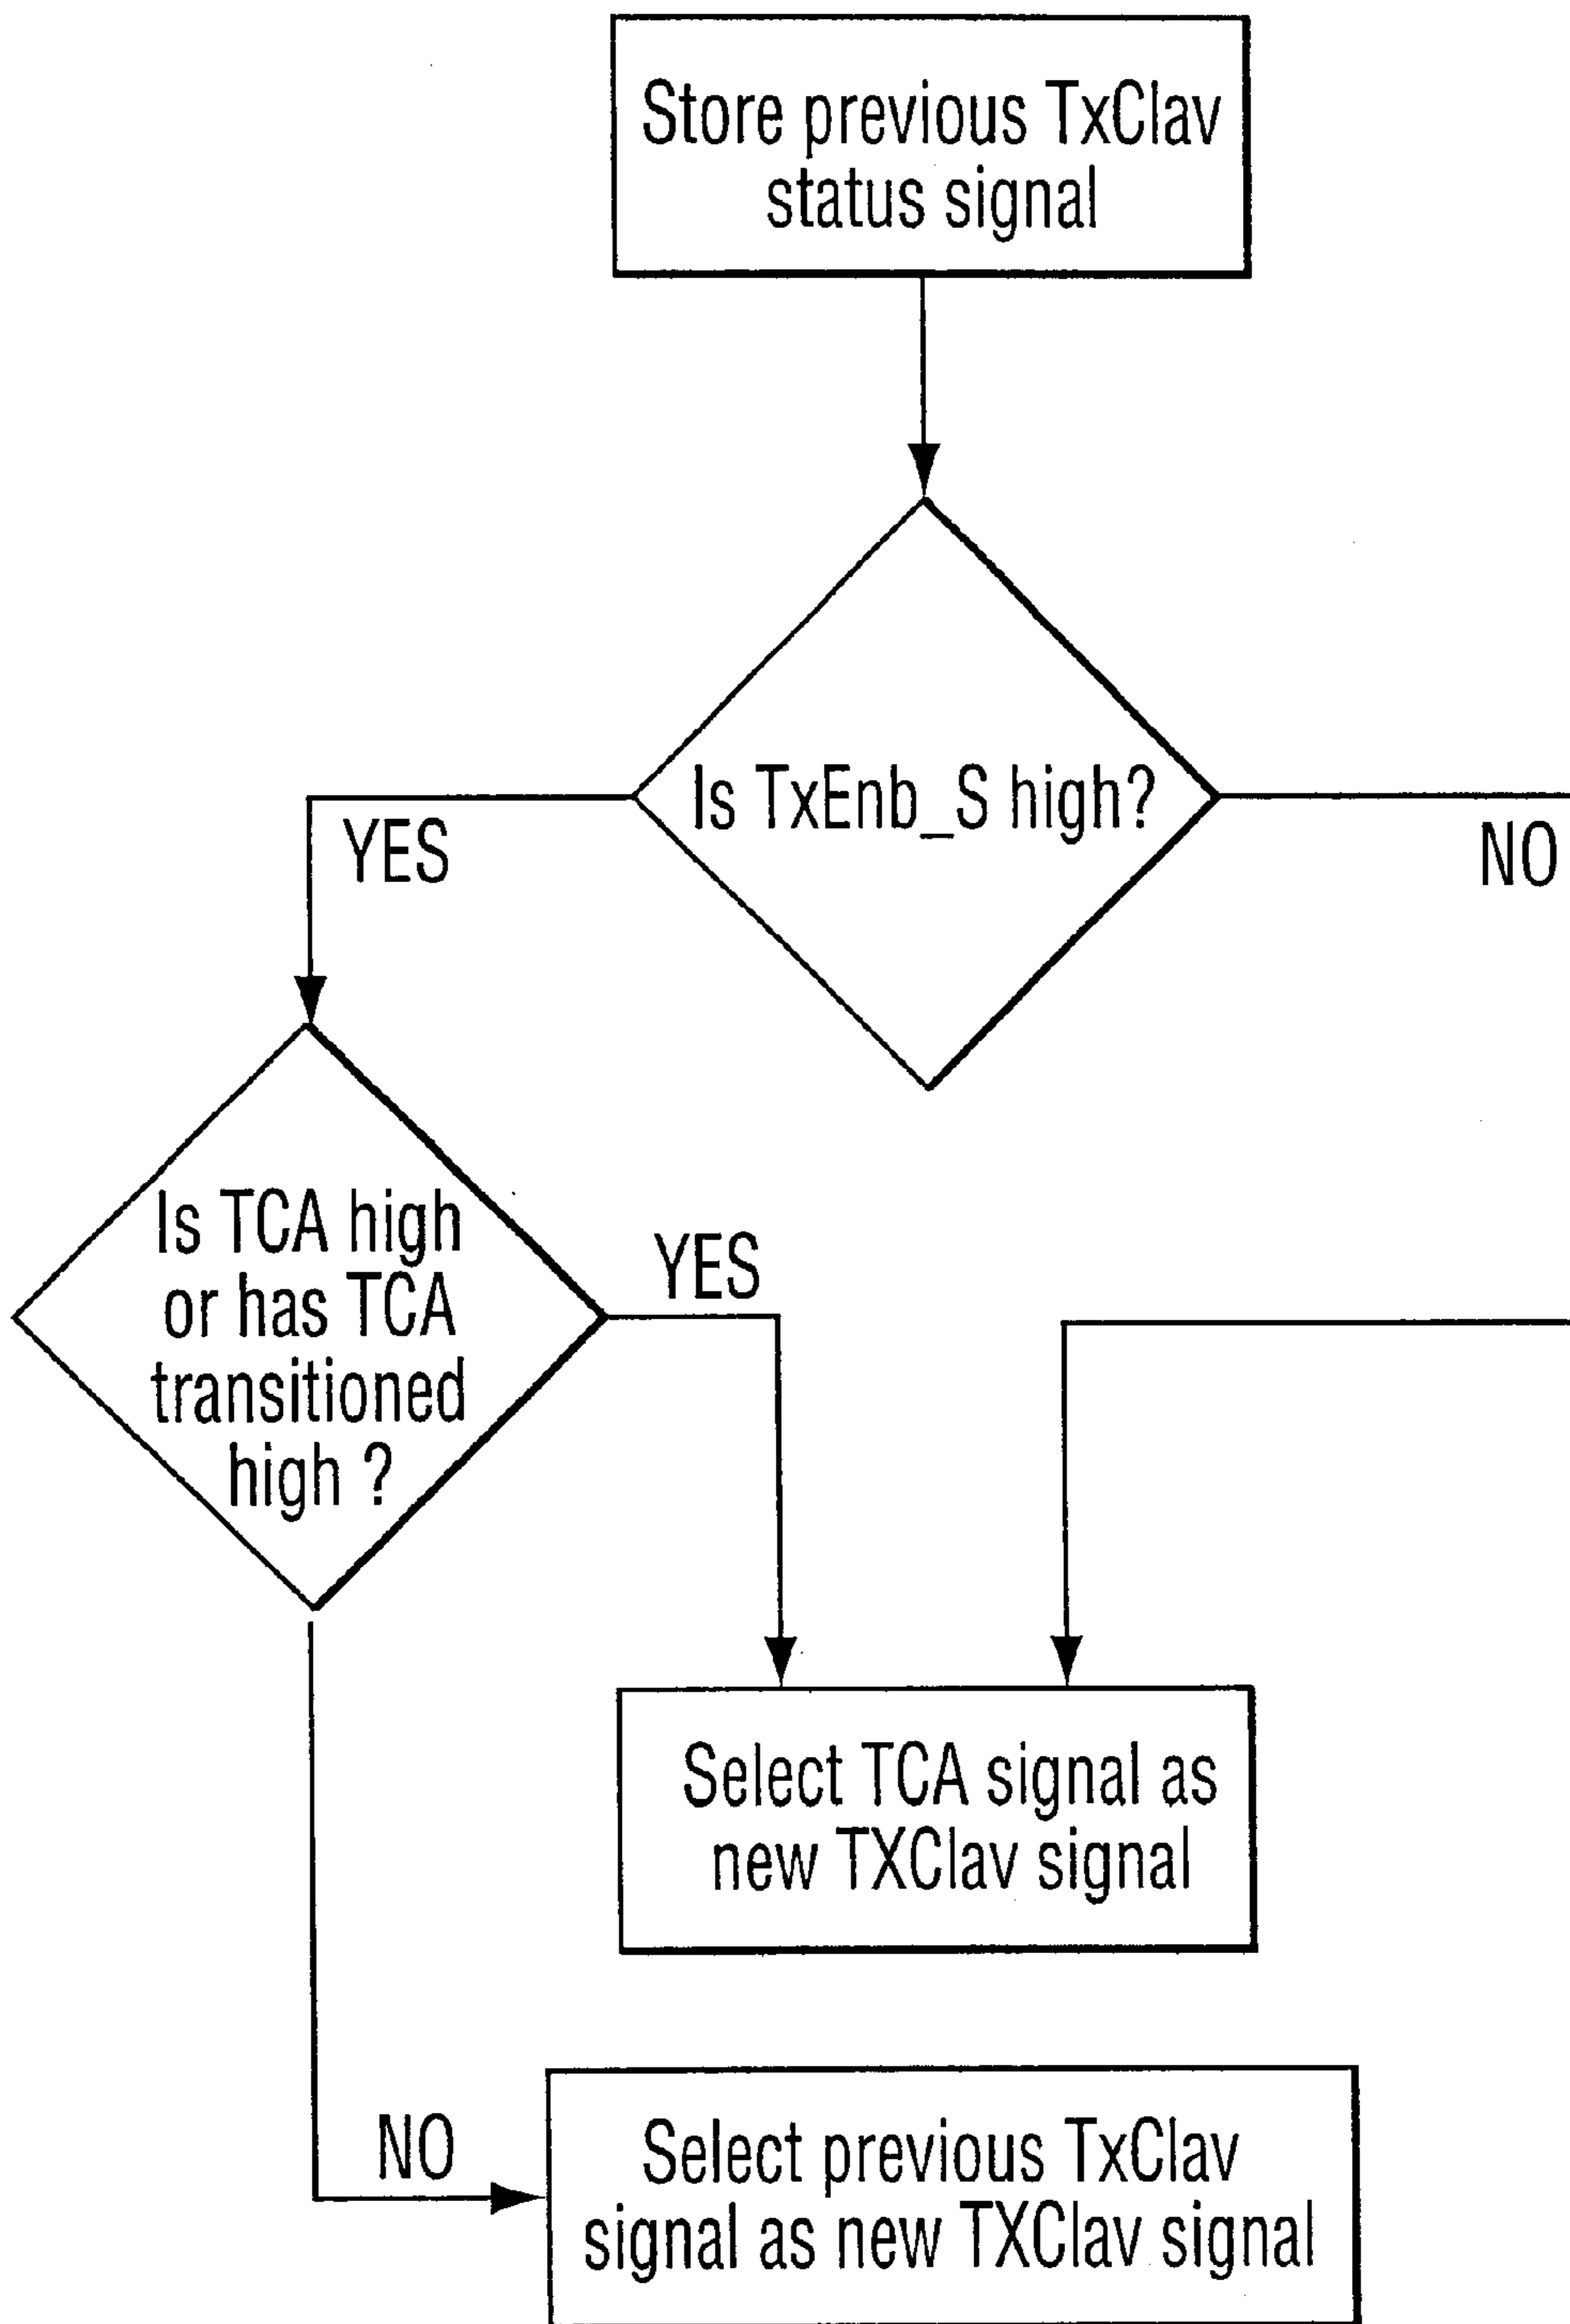 Store previous TxClav
status signal
Is TxEnb_S high?
YES
NO
Is TCA high
or has TCA
transitioned
high ?
YES
Select TCA signal as
new TXClav signal
NO
Select previous TxClav
signal as new TXClav signal